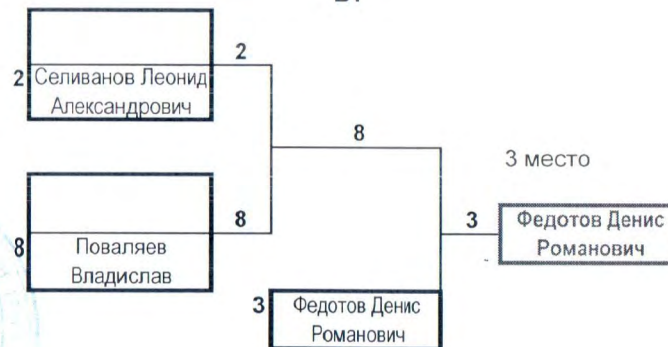 2
2 Селиванов Леонид
Александрович
8
3 место
8
3
Федотов Денис
Романович
8 Поваляев
Владислав
3 Федотов Денис
Романович